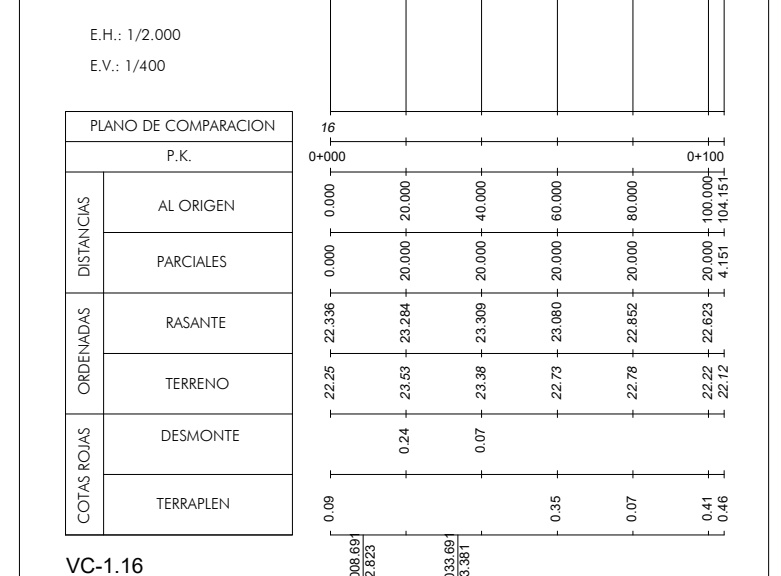 E.H.: 1/2.000
E.V.: 1/400
PLANO DE COMPARACION 16
P.K. 0+000 0+100
DISTANCIAS
AL ORIGEN 0.000 20.000 40.000 60.000 80.000 100.000 104.151
PARCIALES 0.000 20.000 20.000 20.000 20.000 20.000 4.151
ORDENADAS
RASANTE 22.336 23.284 23.309 23.080 22.852 22.623
TERRENO 22.25 23.53 23.38 22.73 22.78 22.22 22.12
COTAS ROJAS
DESMONTE 0.24 0.07
TERRAPLEN 0.09 0.35 0.07 0.41 0.46
VC-1.16